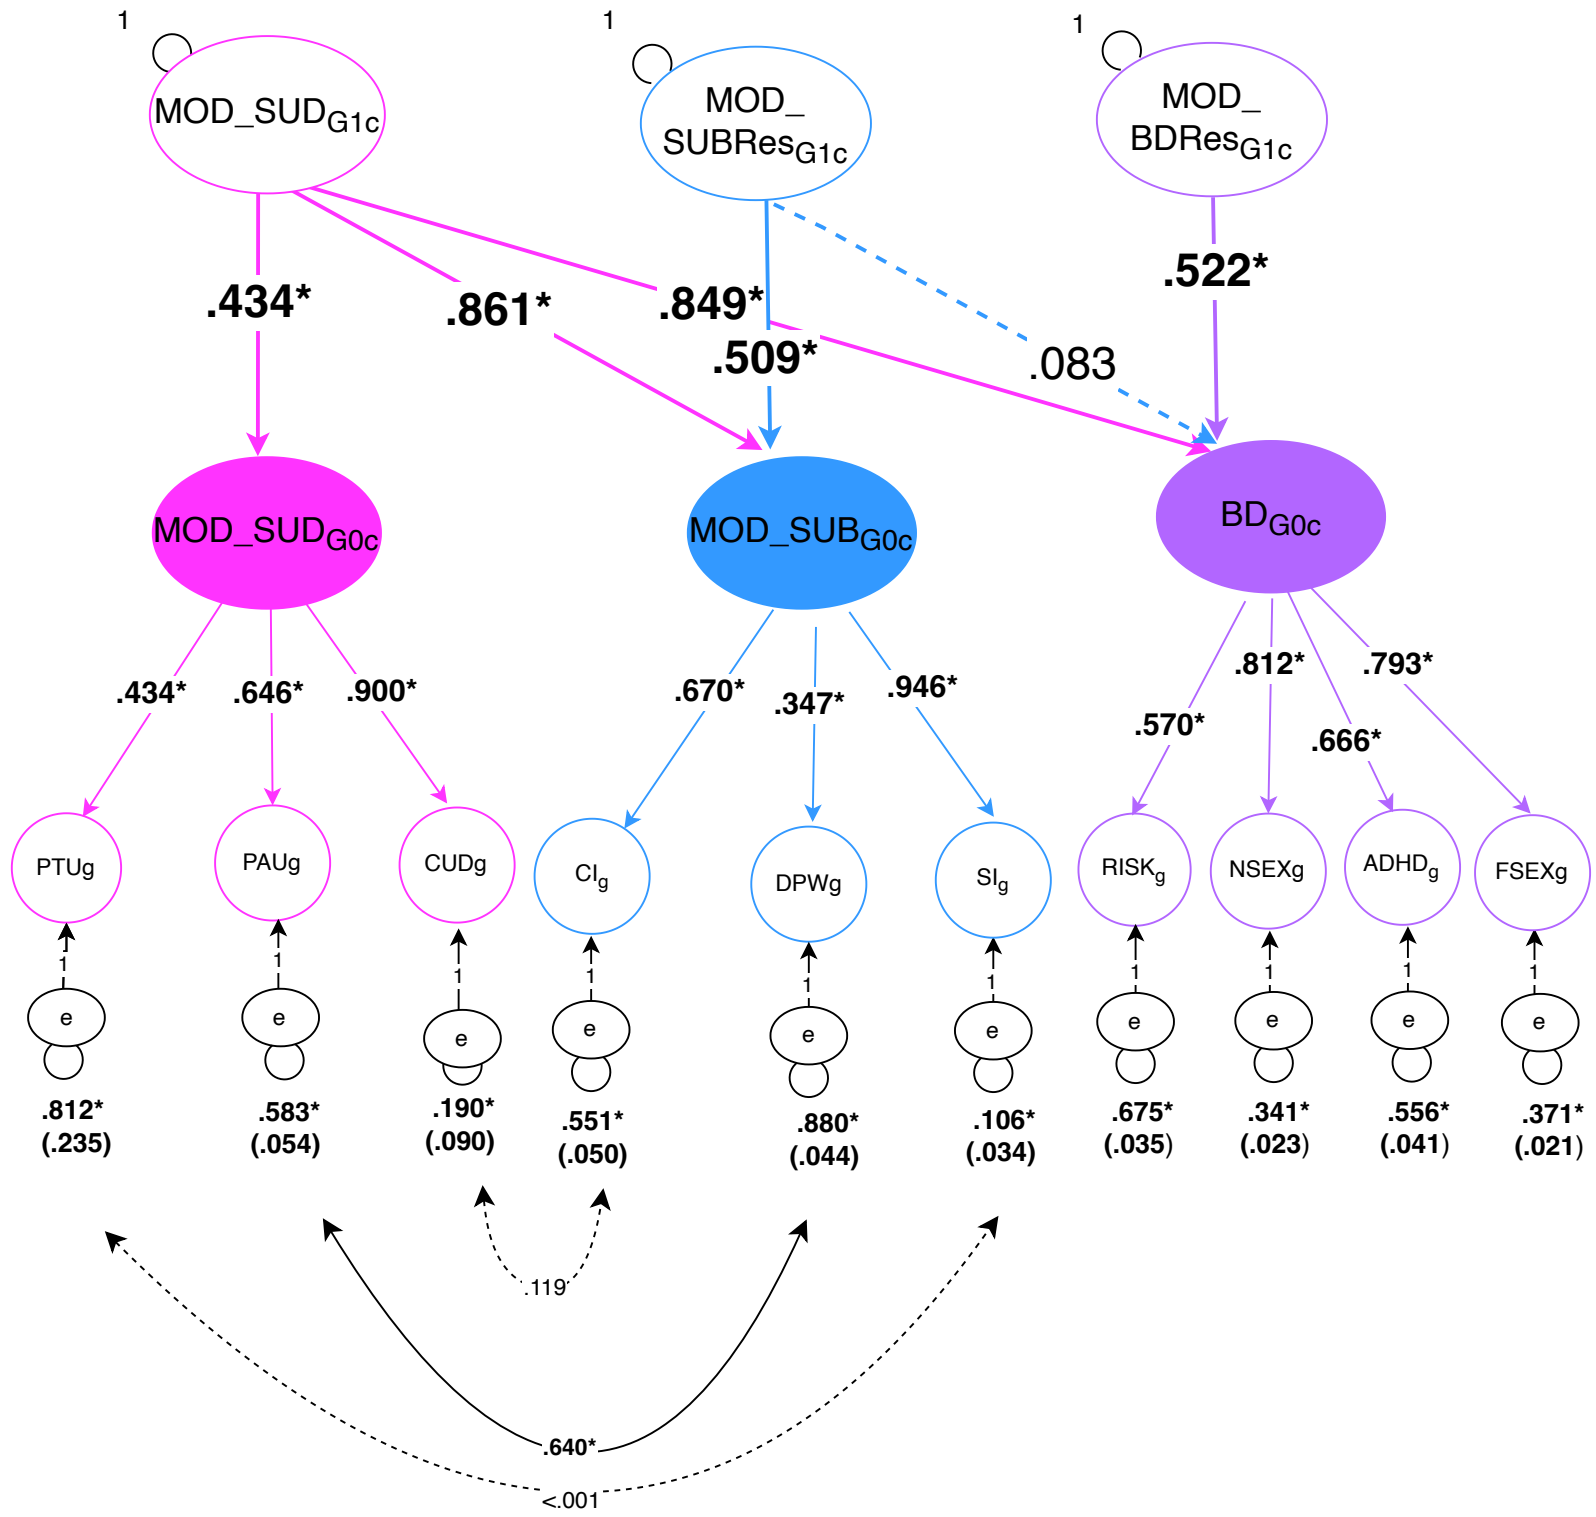 1
1
1
MOD_SUDG1c
MOD_
SUBResG1c
MOD_
BDResG1c
.434*
.861*
.849*
.509*
.083
.522*
MOD_SUDG0c
MOD_SUBG0c
BDG0c
.434*
.646*
.900*
.670*
.347*
.946*
.570*
.812*
.666*
.793*
PTUg
PAUg
CUDg
CIg
DPWg
SIg
RISKg
NSEXg
ADHDg
FSEXg
1
1
1
1
1
1
1
1
1
1
e
e
e
e
e
e
e
e
e
e
.812*
(.235)
.583*
(.054)
.190*
(.090)
.551*
(.050)
.880*
(.044)
.106*
(.034)
.675*
(.035)
.341*
(.023)
.556*
(.041)
.371*
(.021)
.119
.640*
<.001